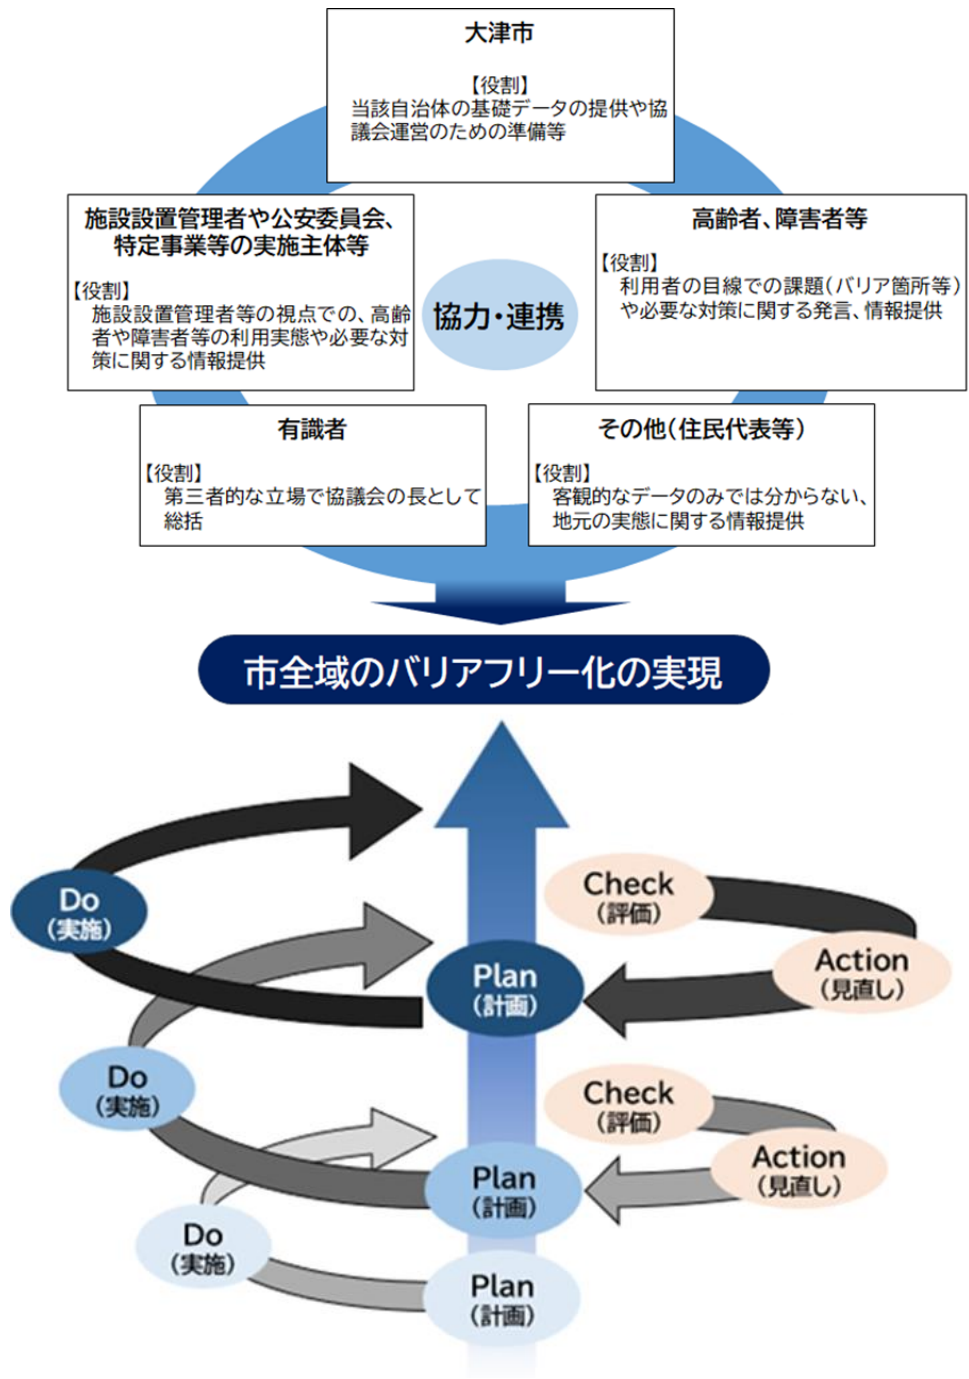 大津市
【役割】
当該自治体の基礎データの提供や協
議会運営のための準備等
施設設置管理者や公安委員会、
特定事業等の実施主体等
【役割】
施設設置管理者等の視点での、高齢
者や障害者等の利用実態や必要な対
策に関する情報提供
協力・連携
高齢者、障害者等
【役割】
利用者の目線での課題（バリア箇所等）
や必要な対策に関する発言、情報提供
有識者
【役割】
第三者的な立場で協議会の長として
総括
その他（住民代表等）
【役割】
客観的なデータのみでは分からない、
地元の実態に関する情報提供
市全域のバリアフリー化の実現
Do
（実施）
Check
（評価）
Action
（見直し）
Plan
（計画）
Do
（実施）
Check
（評価）
Action
（見直し）
Plan
（計画）
Do
（実施）
Plan
（計画）